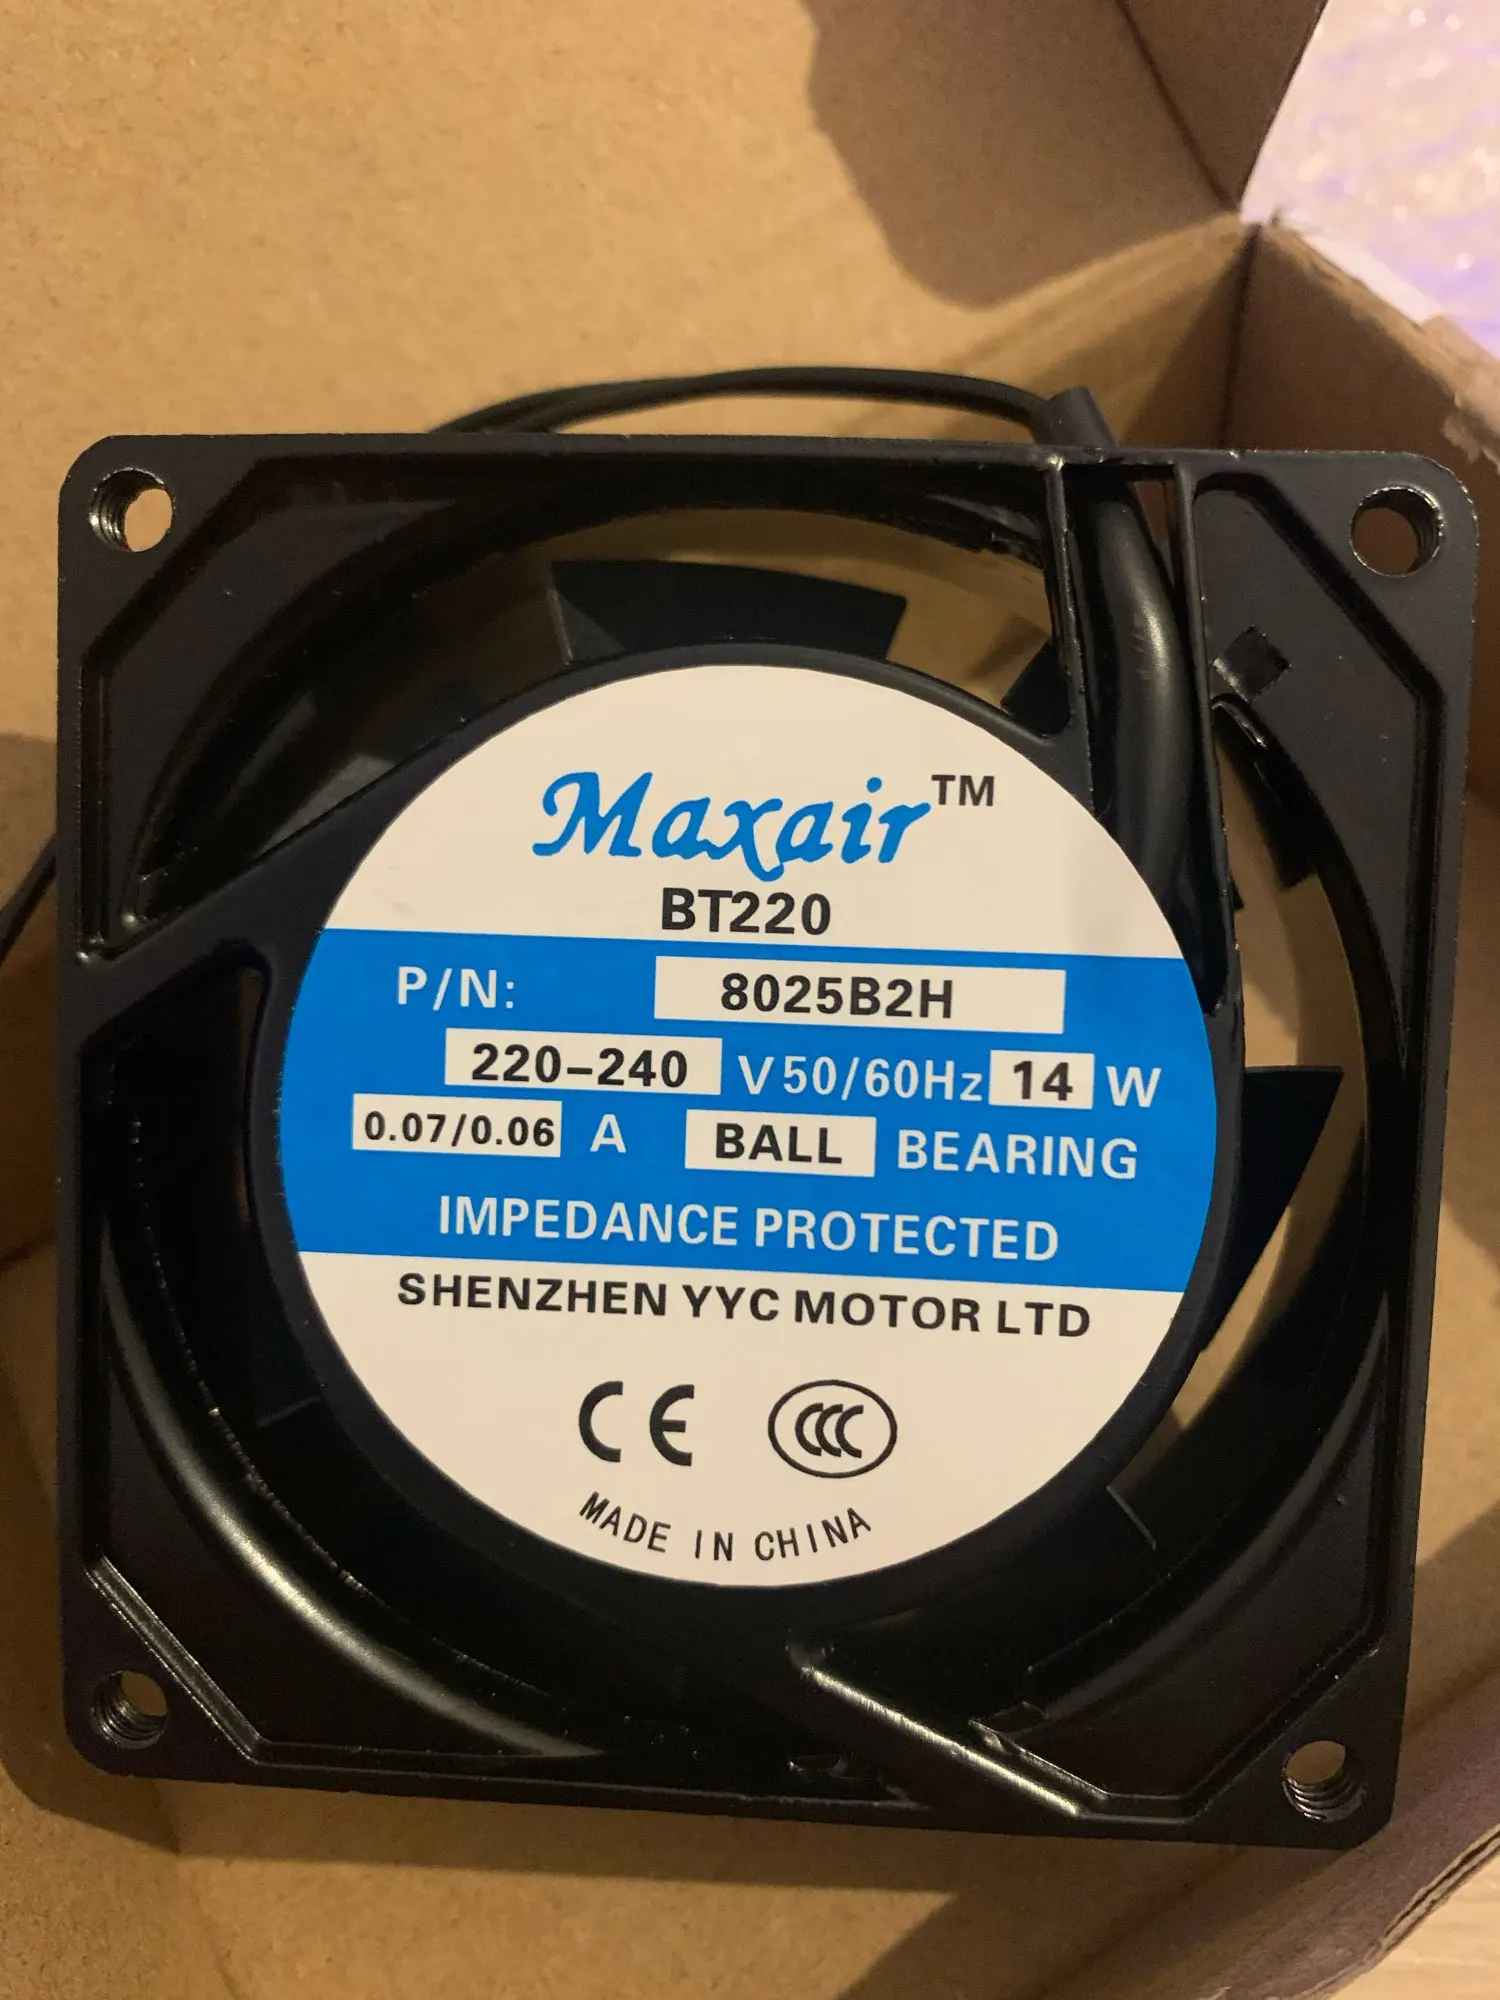 Maxair™
BT220
P/N: 8025B2H
220-240 V50/60Hz 14 W
0.07/0.06 A BALL BEARING
IMPEDANCE PROTECTED
SHENZHEN YYC MOTOR LTD
CE CCC
MADE IN CHINA